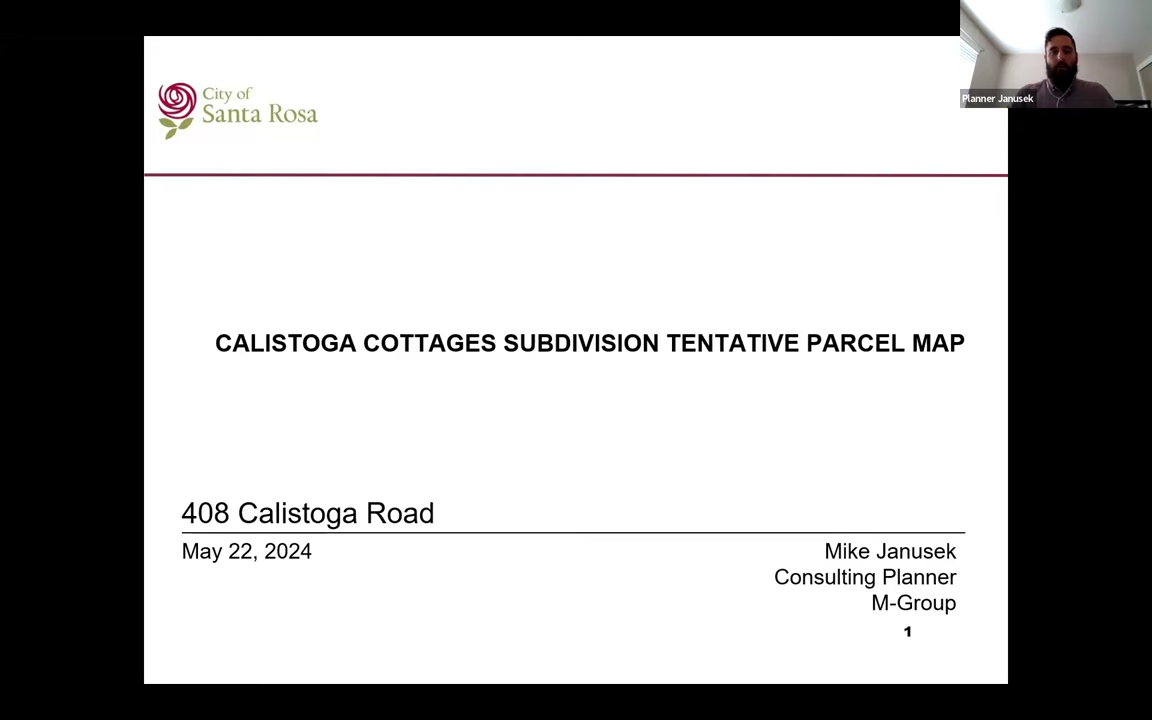 City of
Santa Rosa
Planner Janusek
CALISTOGA COTTAGES SUBDIVISION TENTATIVE PARCEL MAP
408 Calistoga Road
May 22, 2024
Mike Janusek
Consulting Planner
M-Group
1